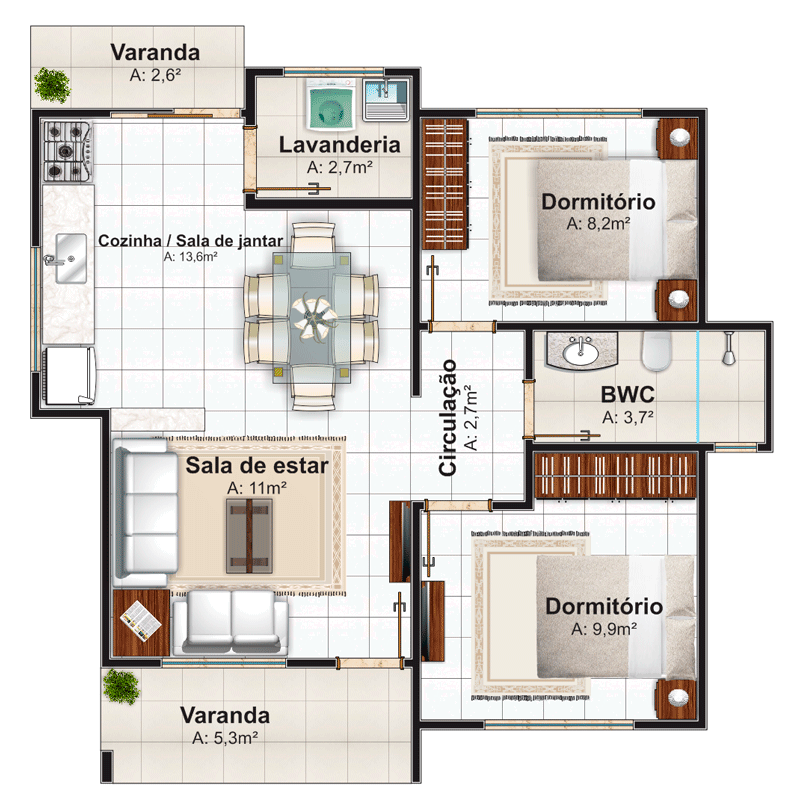 Varanda
A: 2,6²
Lavanderia
A: 2,7m²
Dormitório
A: 8,2m²
Cozinha / Sala de jantar
A: 13,6m²
Circulação
A: 2,7m²
BWC
A: 3,7²
Sala de estar
A: 11m²
Dormitório
A: 9,9m²
Varanda
A: 5,3m²